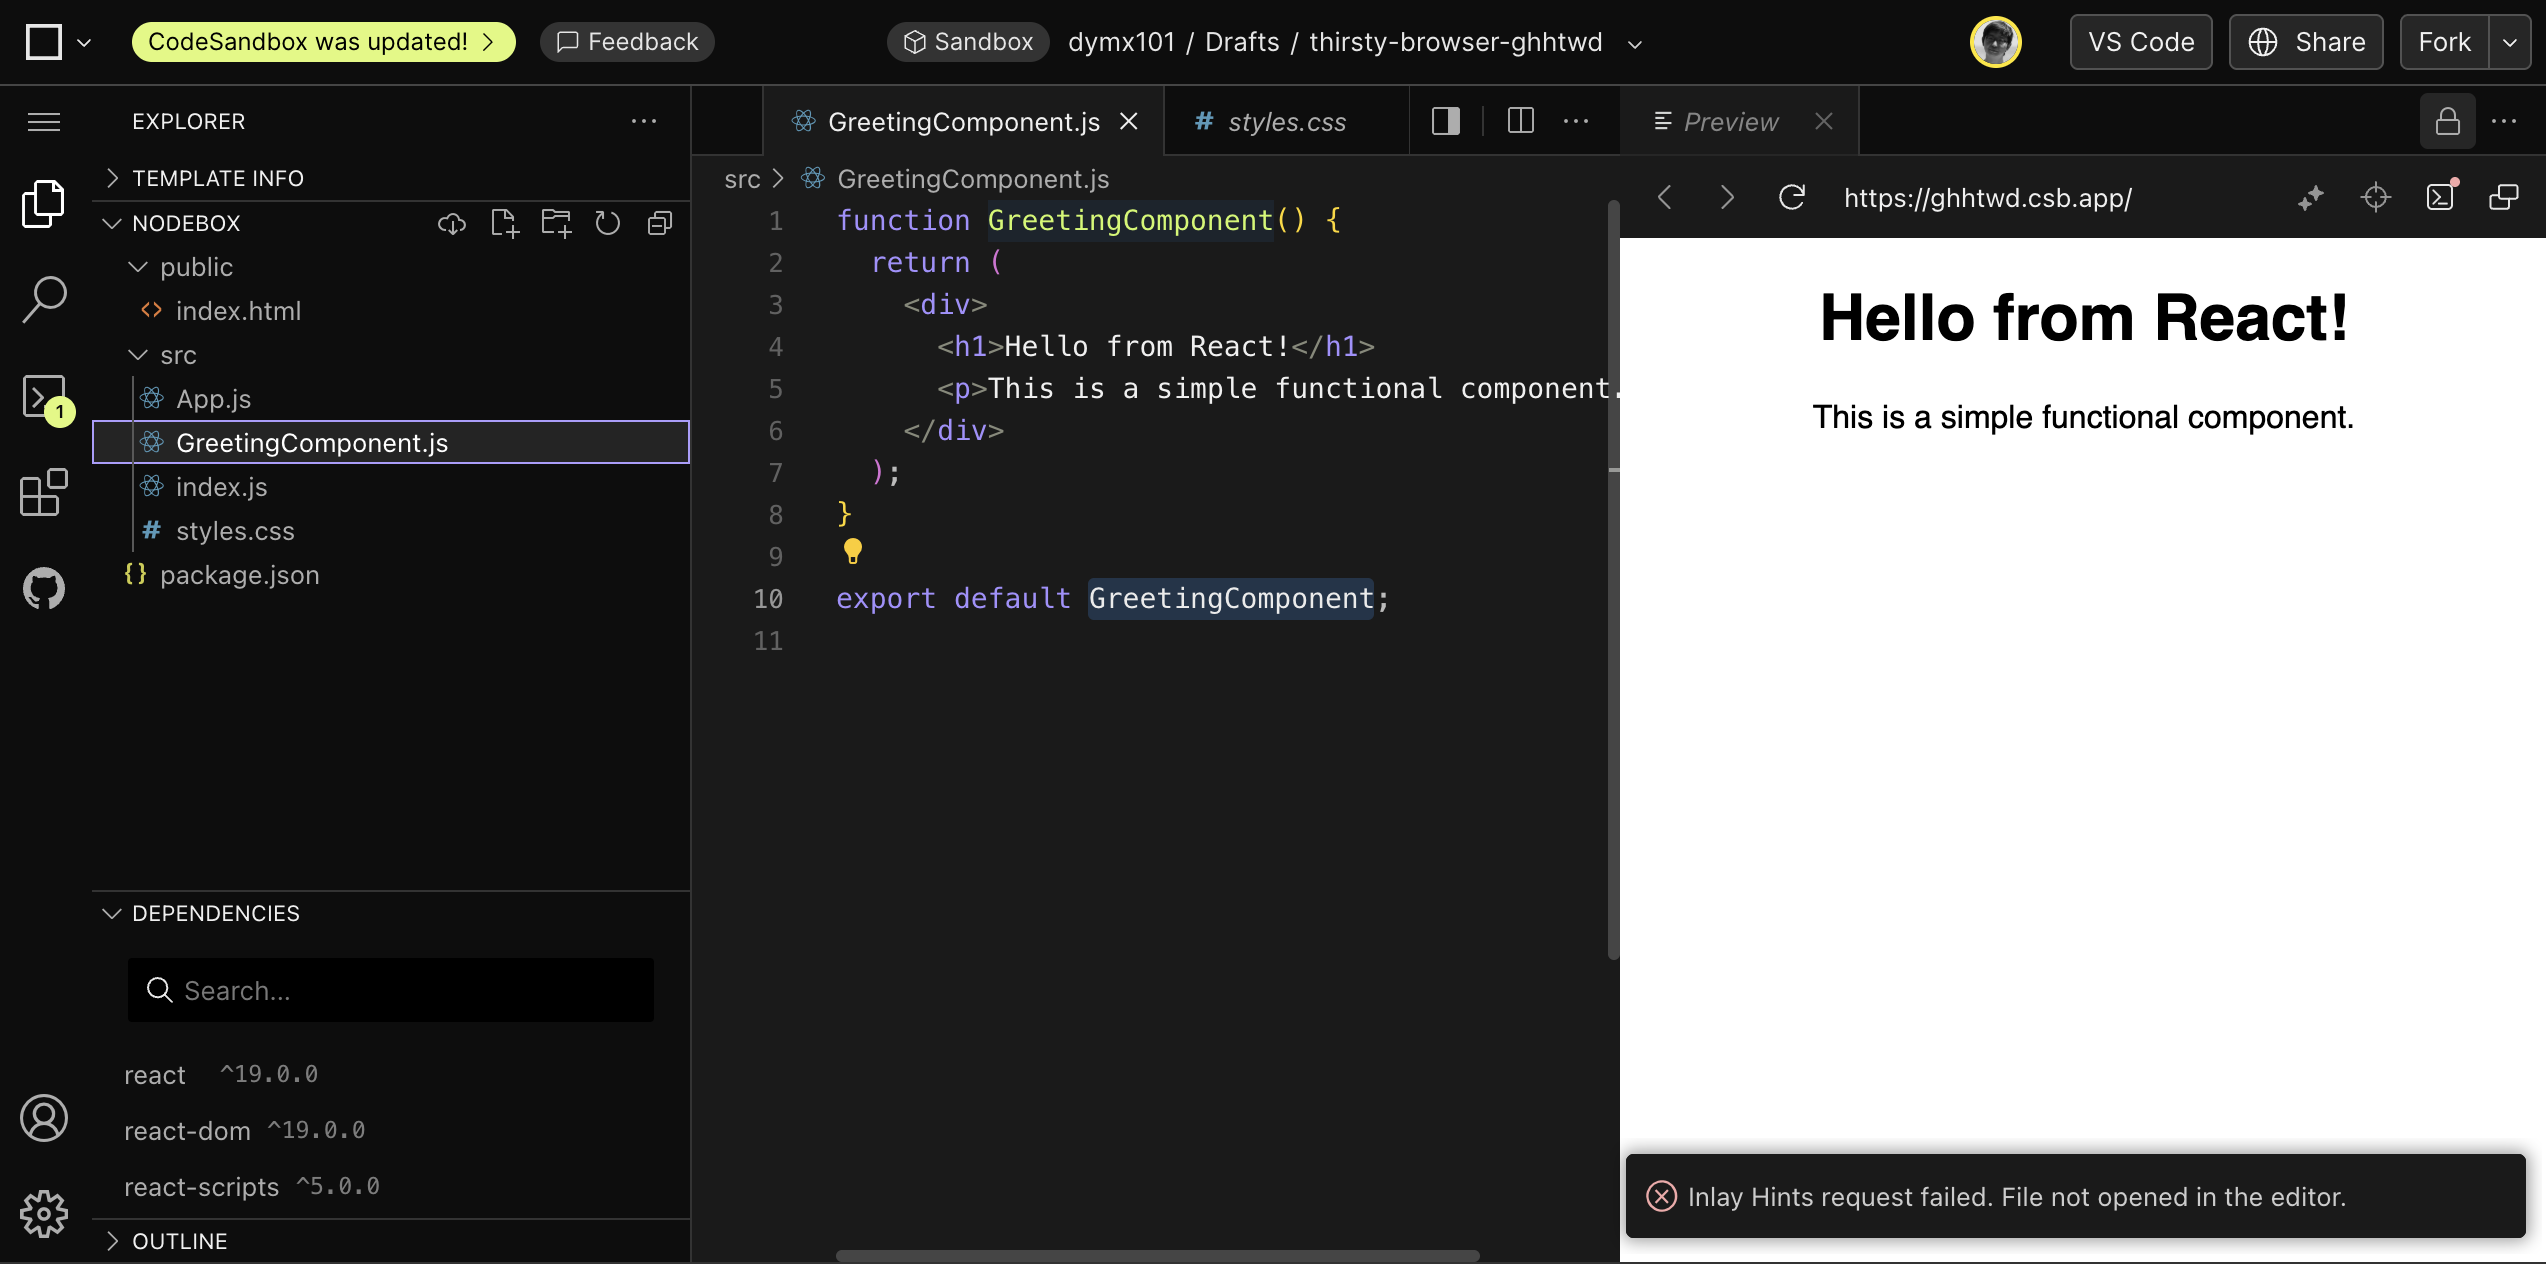 CodeSandbox was updated!
Feedback
Sandbox
dymx101 / Drafts / thirsty-browser-ghhtwd
VS Code
Share
Fork
EXPLORER
TEMPLATE INFO
NODEBOX
public
<> index.html
src
App.js
GreetingComponent.js
index.js
# styles.css
{} package.json
1
DEPENDENCIES
Search...
react ^19.0.0
react-dom ^19.0.0
react-scripts ^5.0.0
OUTLINE
GreetingComponent.js
# styles.css
src > GreetingComponent.js
1 function GreetingComponent() {
2 return (
3 <div>
4 <h1>Hello from React!</h1>
5 <p>This is a simple functional component.
6 </div>
7 );
8 }
9
10 export default GreetingComponent;
11
Preview
https://ghhtwd.csb.app/
Hello from React!
This is a simple functional component.
Inlay Hints request failed. File not opened in the editor.